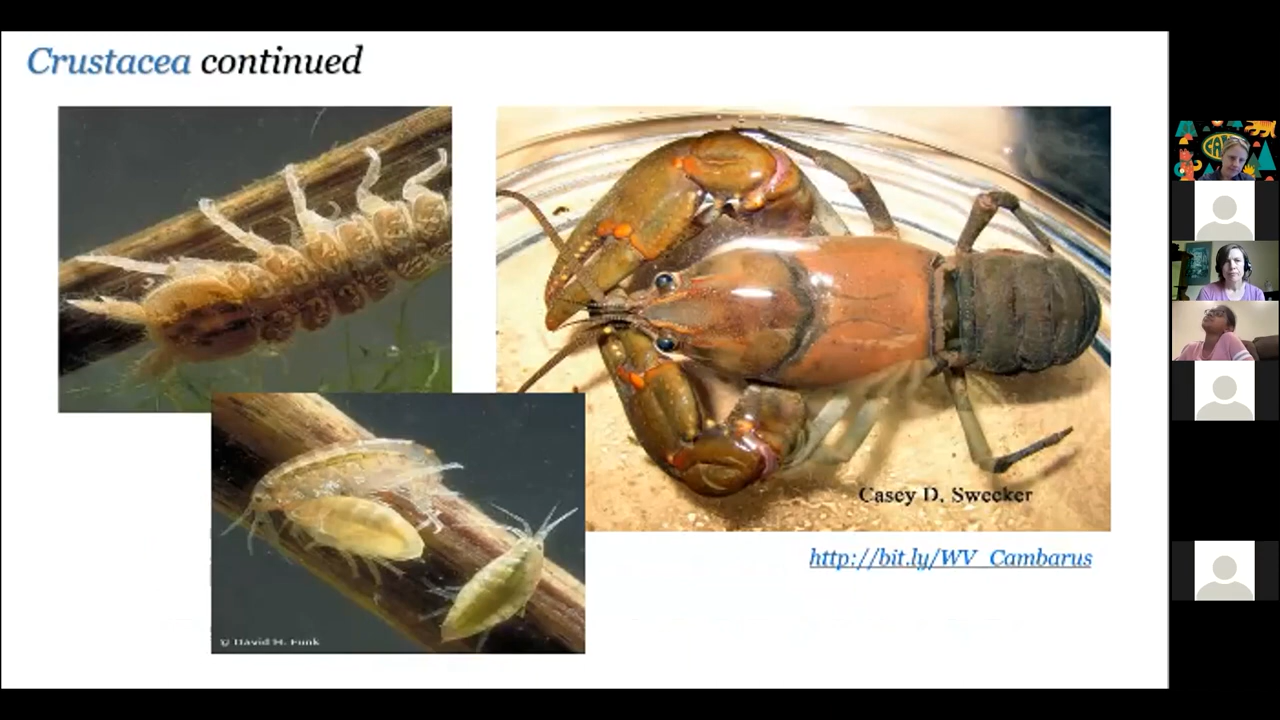 Crustacea continued
Casey D. Swecker
http://bit.ly/WV_Cambarus
© David H. Funk